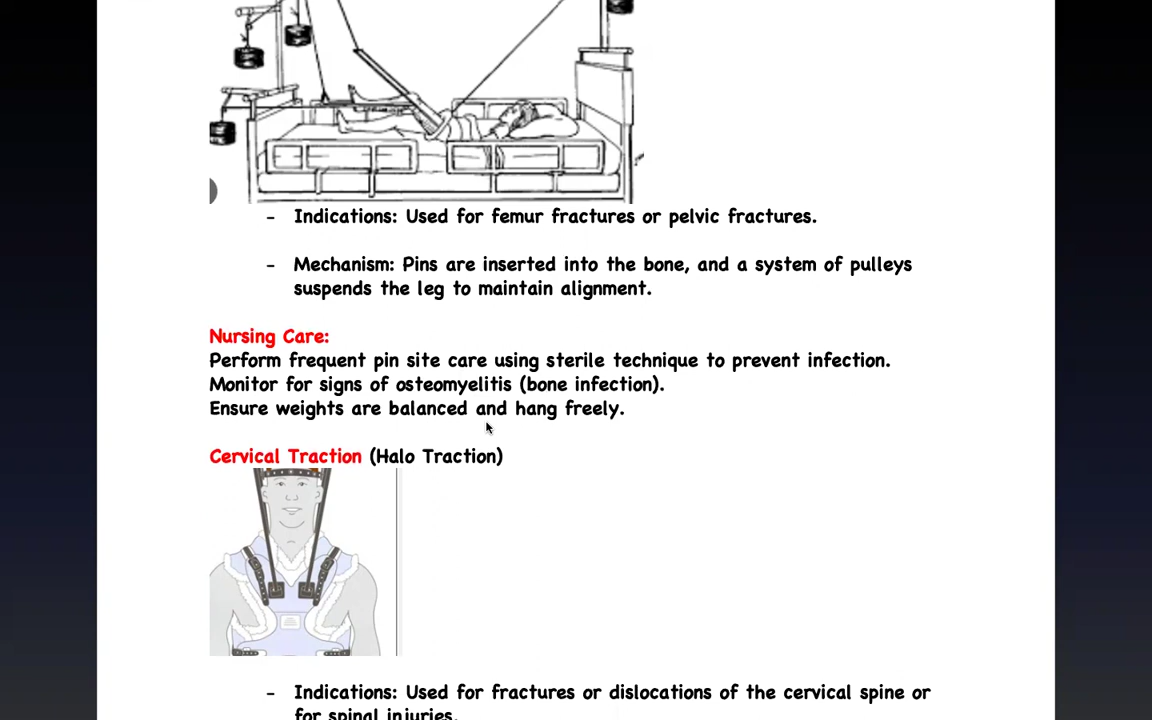 - Indications: Used for femur fractures or pelvic fractures.
- Mechanism: Pins are inserted into the bone, and a system of pulleys
suspends the leg to maintain alignment.
Nursing Care:
Perform frequent pin site care using sterile technique to prevent infection.
Monitor for signs of osteomyelitis (bone infection).
Ensure weights are balanced and hang freely.
Cervical Traction (Halo Traction)
- Indications: Used for fractures or dislocations of the cervical spine or
for spinal injuries.